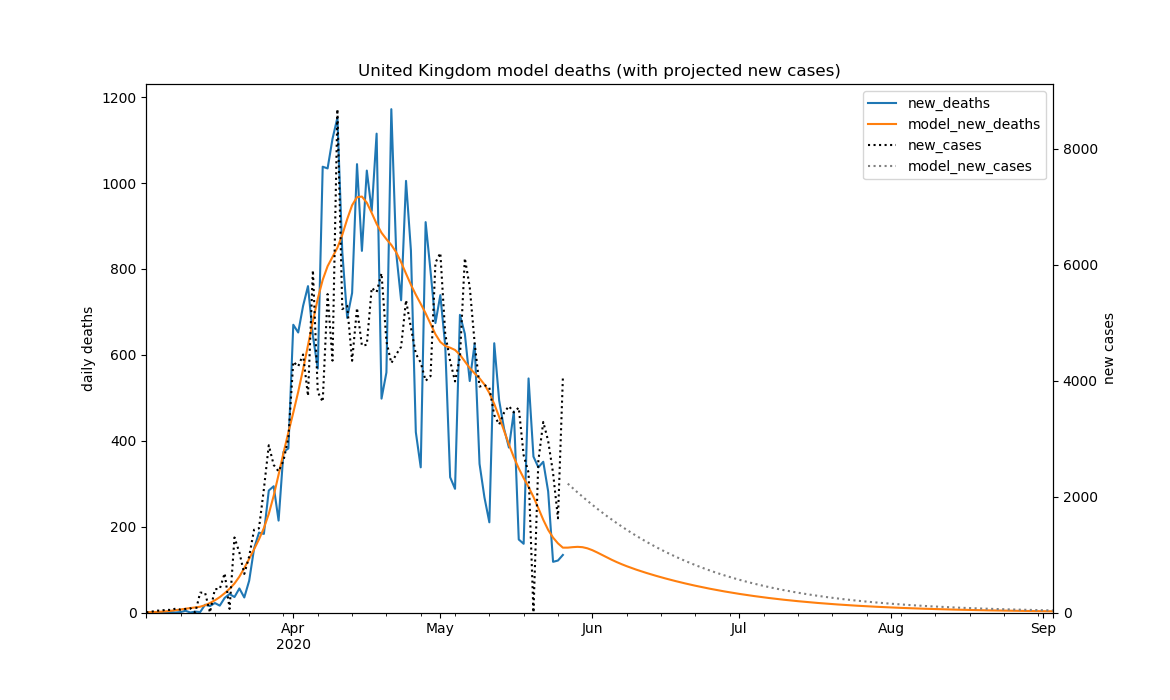 United Kingdom model deaths (with projected new cases)
new_deaths
model_new_deaths
new_cases
model_new_cases
daily deaths
1200
1000
800
600
400
200
0
new cases
8000
6000
4000
2000
0
Apr
2020
May
Jun
Jul
Aug
Sep